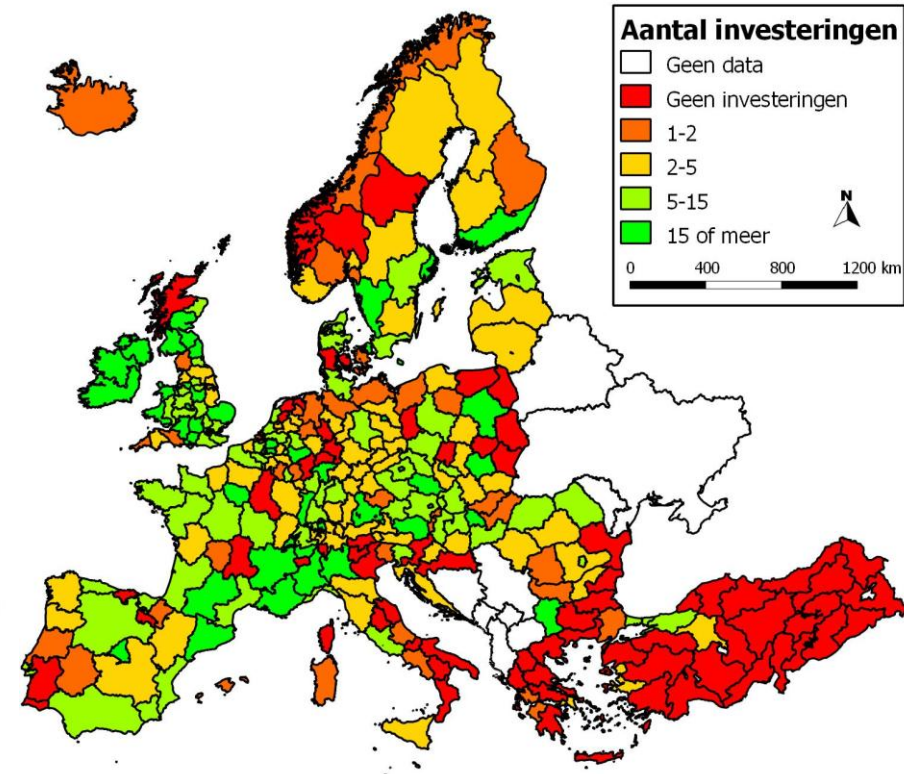 Aantal investeringen
Geen data
Geen investeringen
1-2
2-5
5-15
15 of meer
N
0 400 800 1200 km